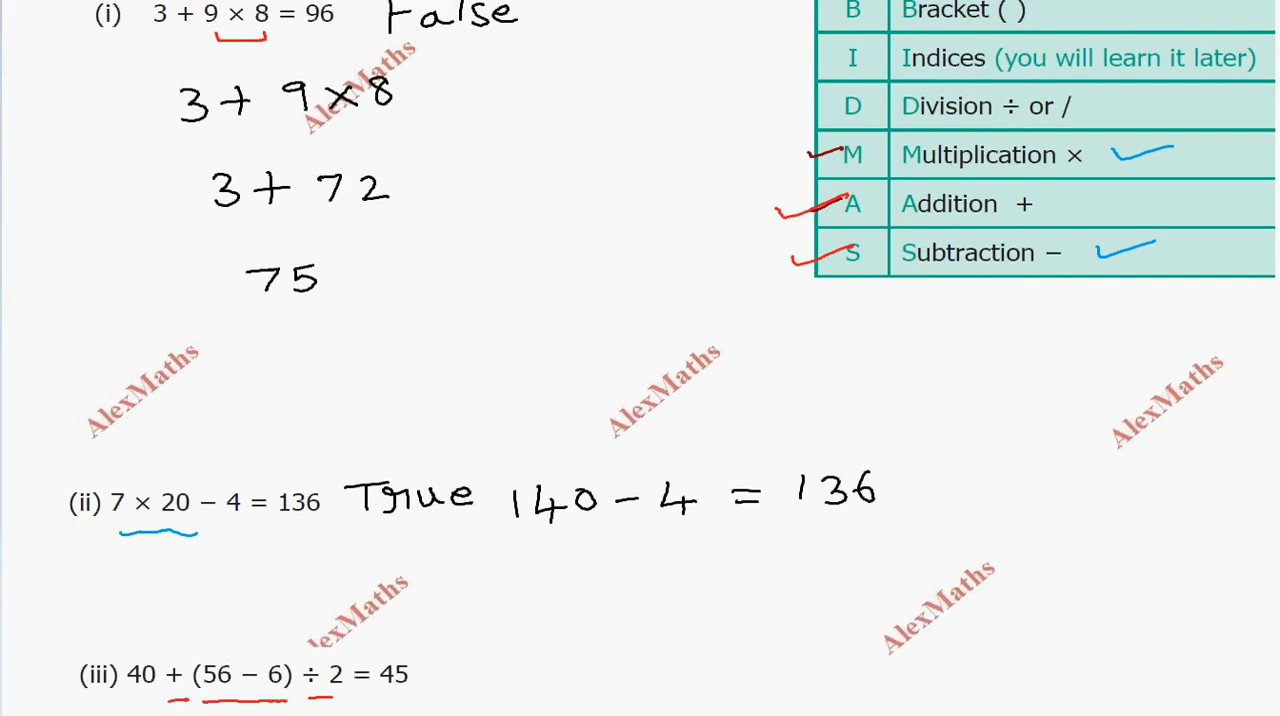 (i) 3 + 9 × 8 = 96 False
3 + 9 × 8
3 + 72
75
B Bracket ( )
I Indices (you will learn it later)
D Division ÷ or /
M Multiplication ×
A Addition +
S Subtraction −
AlexMaths
AlexMaths
AlexMaths
AlexMaths
(ii) 7 × 20 − 4 = 136 True 140 − 4 = 136
lexMaths
AlexMaths
(iii) 40 + (56 − 6) ÷ 2 = 45